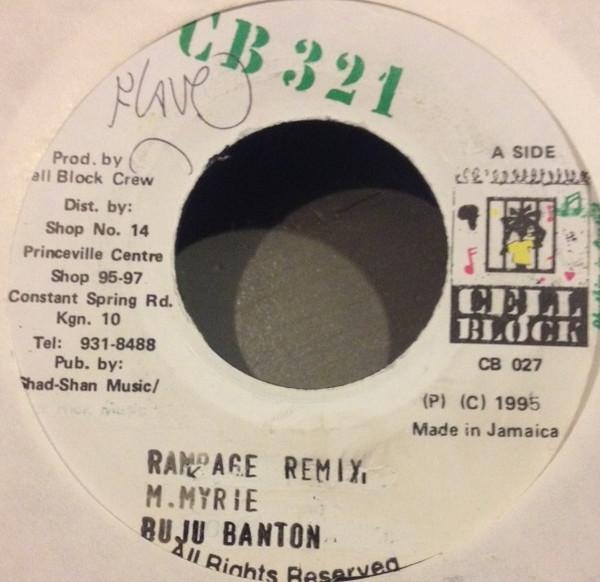 CB 321
Prod. by
ell Block Crew
Dist. by:
Shop No. 14
Princeville Centre
Shop 95-97
Constant Spring Rd.
Kgn. 10
Tel: 931-8488
Pub. by:
Shad-Shan Music/
A SIDE
CELL
BLOCK
CB 027
(P) (C) 1995
Made in Jamaica
RAMPAGE REMIX
M.MYRIE
BUJU BANTON
All Rights Reserved